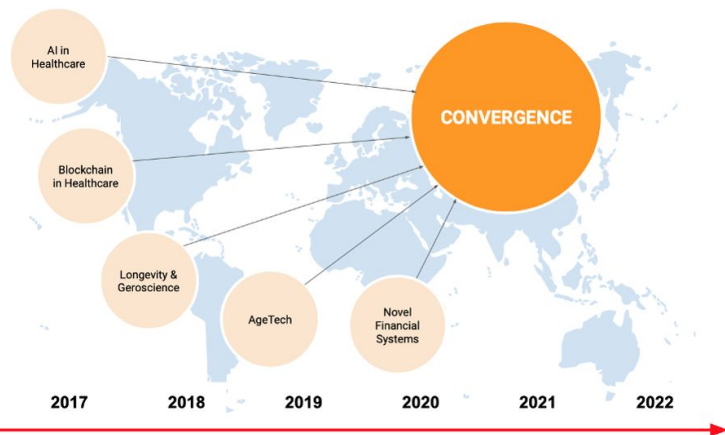 AI in
Healthcare
CONVERGENCE
Blockchain
in Healthcare
Longevity &
Geroscience
AgeTech
Novel
Financial
Systems
2017 2018 2019 2020 2021 2022